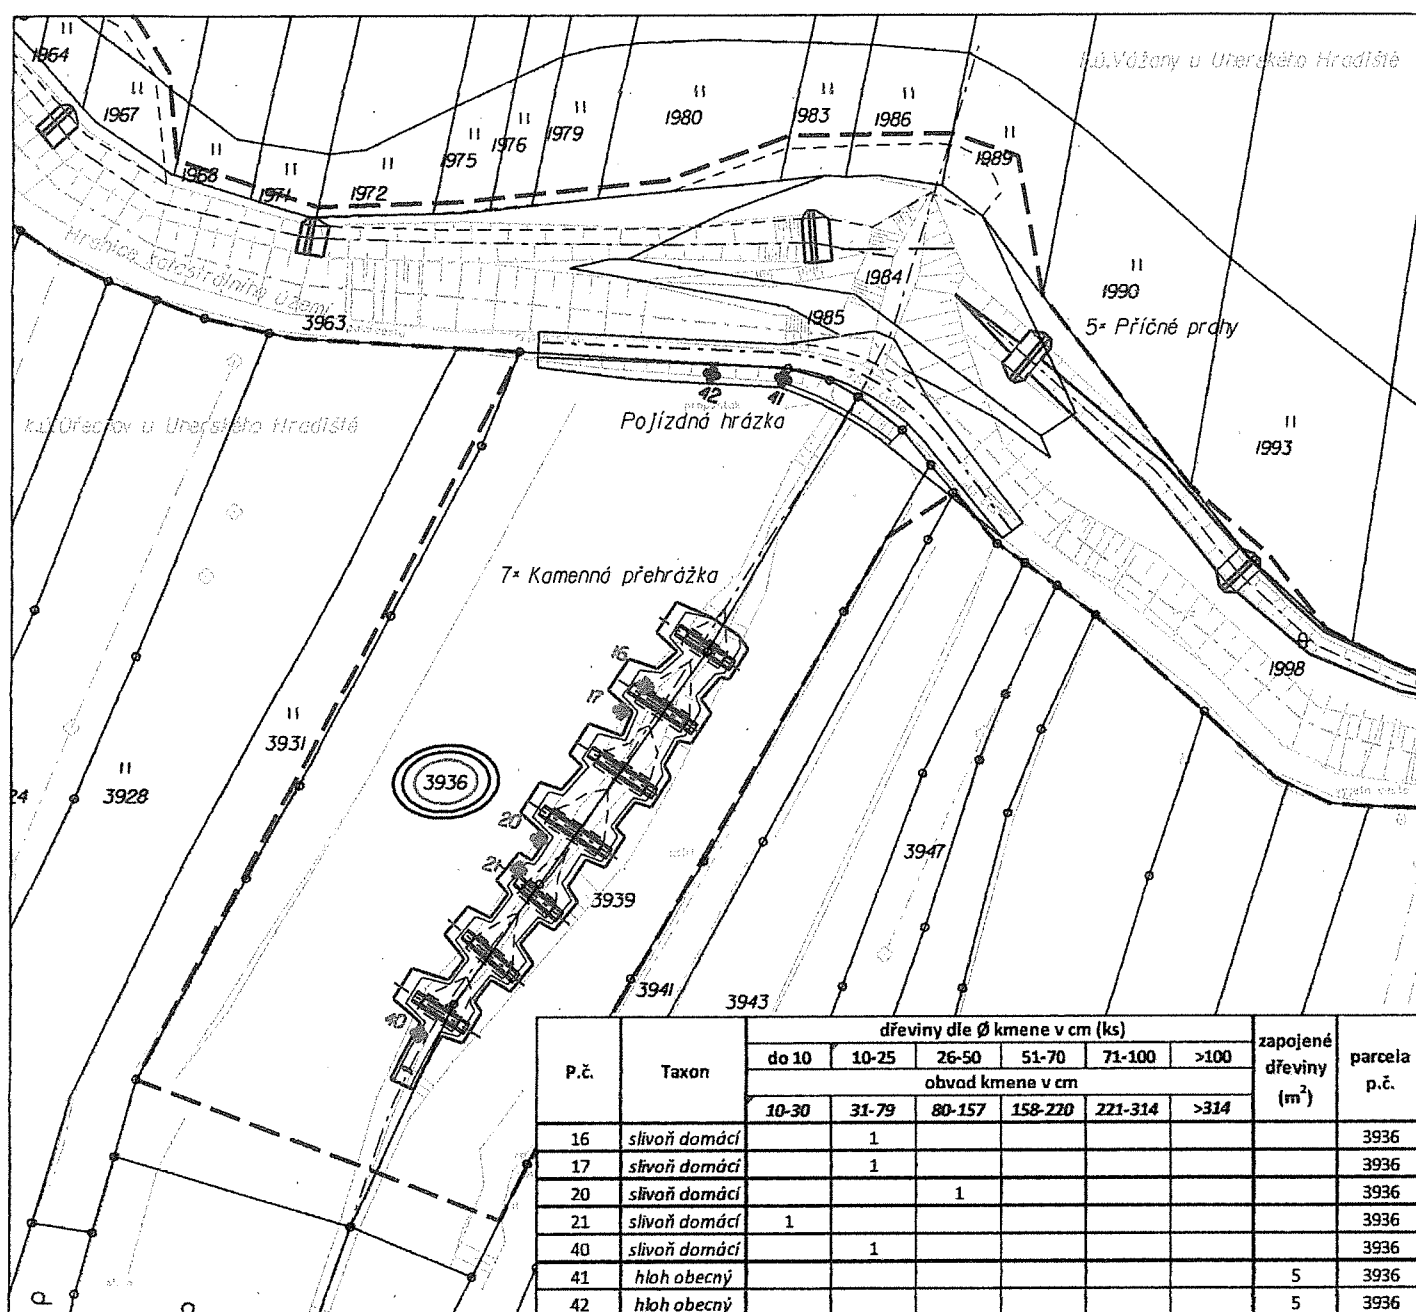 1964
1967
1968
1971
1972
1975
1976
1979
1980
983
1986
1989
k.ú.Vážany u Uherského Hradiště
Hranice katastrálního území
3963
1984
1985
1990
5× Příčné prahy
42
41
Pojízdná hrázka
k.ú.Ořechov u Uherského Hradiště
1993
7× Kamenná přehrážka
16
17
1998
3931
3936
24
3928
20
21
3947
3939
3941
3943
40
P.č. Taxon dřeviny dle Ø kmene v cm (ks) zapojené dřeviny (m²) parcela p.č.
do 10 10-25 26-50 51-70 71-100 >100
obvod kmene v cm
10-30 31-79 80-157 158-220 221-314 >314
16 slivoň domácí 1 3936
17 slivoň domácí 1 3936
20 slivoň domácí 1 3936
21 slivoň domácí 1 3936
40 slivoň domácí 1 3936
41 hloh obecný 5 3936
42 hloh obecný 5 3936